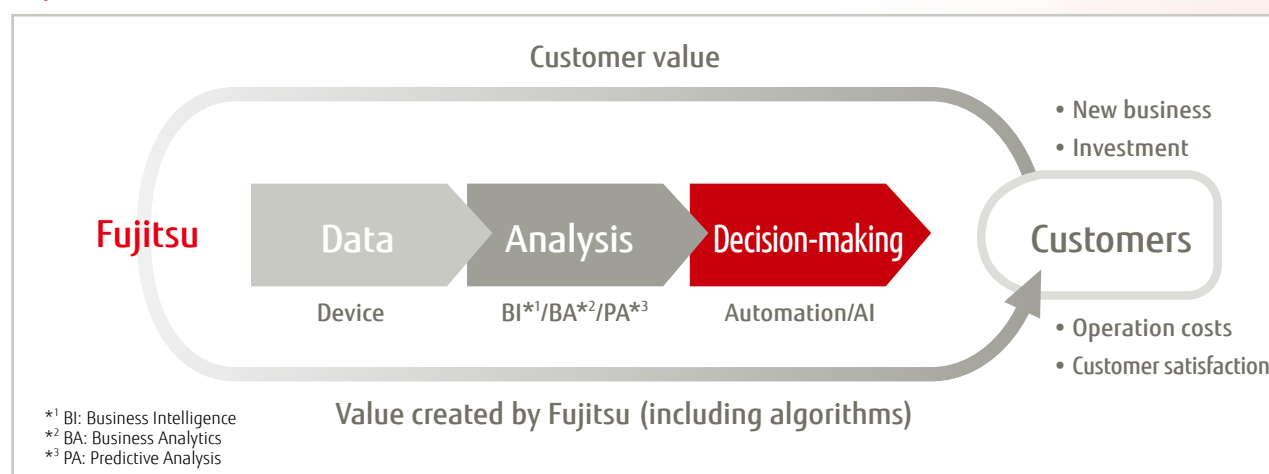 Customer value
• New business
• Investment
Fujitsu
Data
Analysis
Decision-making
Customers
Device
BI*1/BA*2/PA*3
Automation/AI
• Operation costs
• Customer satisfaction
Value created by Fujitsu (including algorithms)
*1 BI: Business Intelligence
*2 BA: Business Analytics
*3 PA: Predictive Analysis